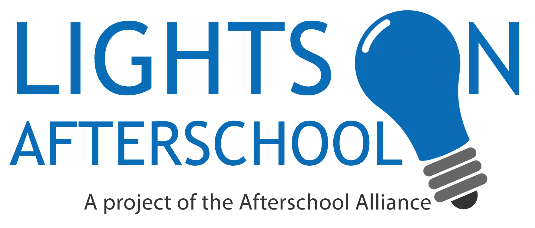 LIGHTS ON
AFTERSCHOOL
A project of the Afterschool Alliance